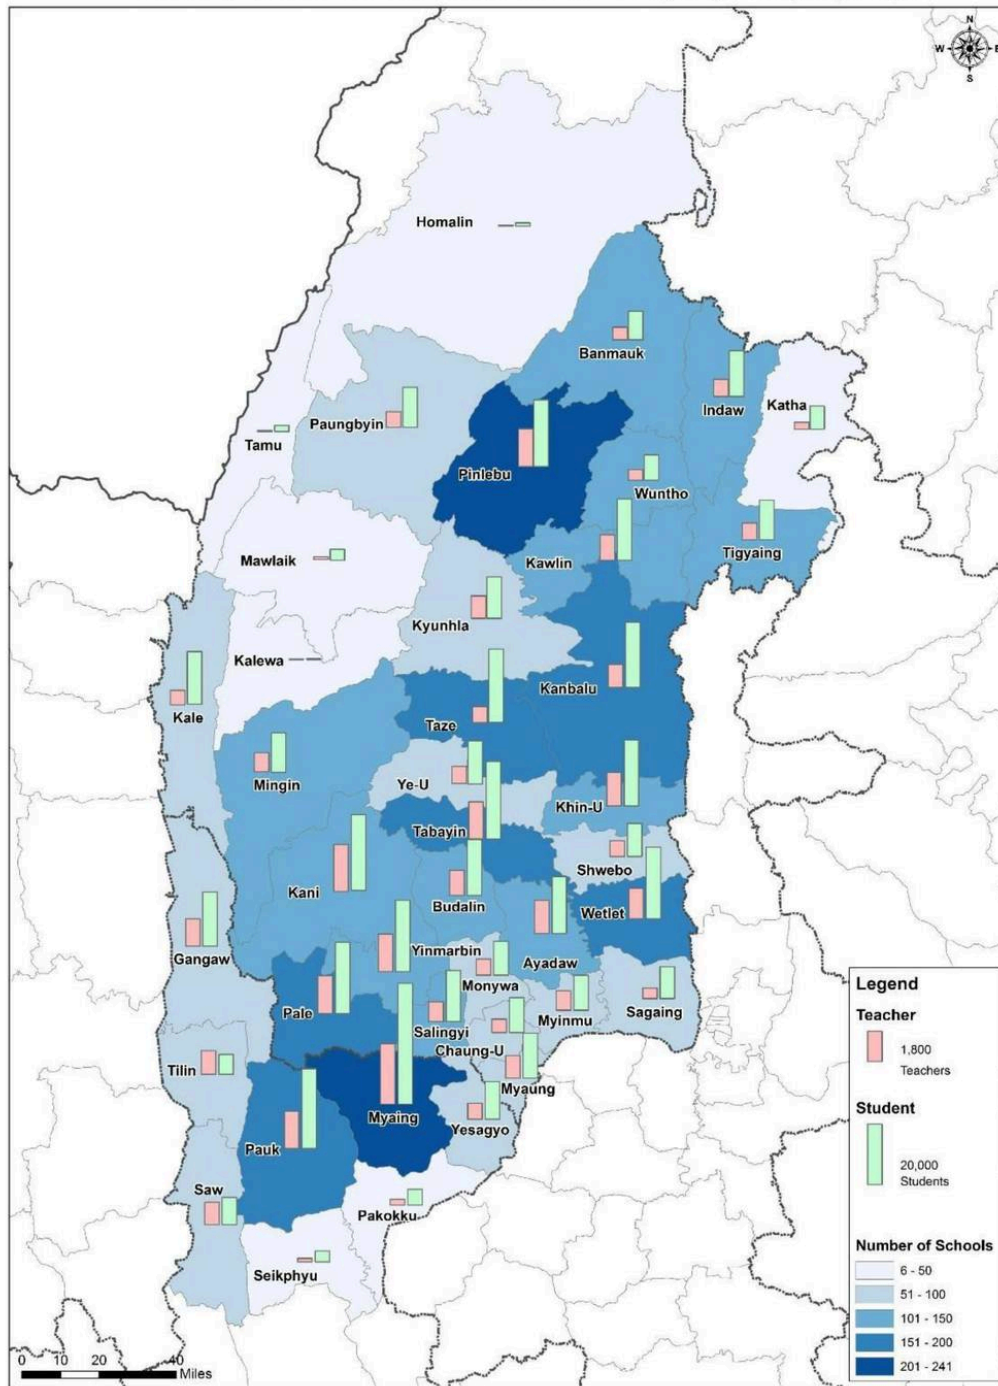 N
W E
S
Homalin
Banmauk
Indaw
Katha
Paungbyin
Tamu
Pinlebu
Wuntho
Kawlin
Tigyaing
Mawlaik
Kyunhla
Kalewa
Kanbalu
Kale
Taze
Mingin
Ye-U
Khin-U
Tabayin
Shwebo
Kani
Budalin
Wetlet
Gangaw
Yinmarbin
Ayadaw
Monywa
Pale
Salingyi
Myinmu
Sagaing
Chaung-U
Tilin
Myaung
Myaing
Yesagyo
Pauk
Saw
Pakokku
Seikphyu
Legend
Teacher
1,800
Teachers
Student
20,000
Students
Number of Schools
6 - 50
51 - 100
101 - 150
151 - 200
201 - 241
0 10 20 40
Miles